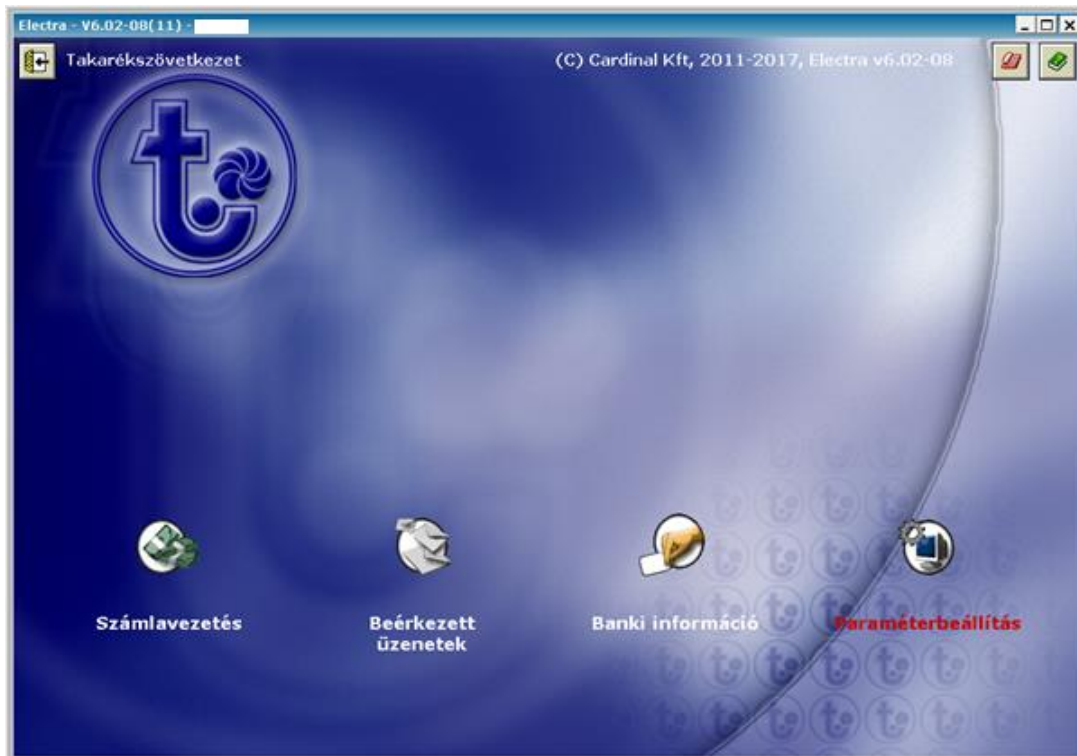 Electra - V6.02-08(11) -
Takarékszövetkezet
(C) Cardinal Kft, 2011-2017, Electra v6.02-08
Számlavezetés
Beérkezett
üzenetek
Banki információ
Paraméterbeállítás